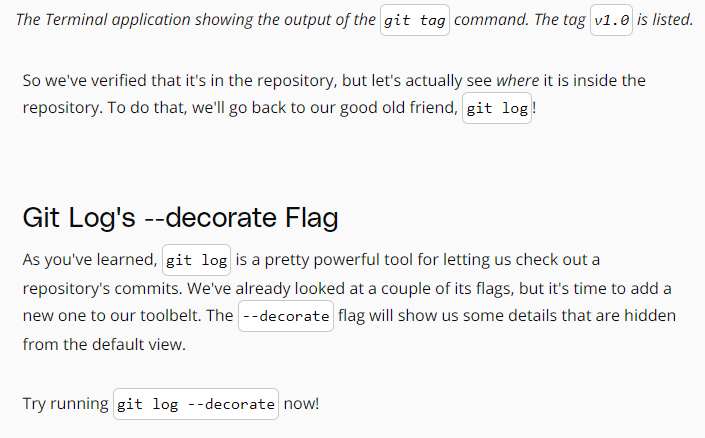 The Terminal application showing the output of the git tag command. The tag v1.0 is listed.
So we've verified that it's in the repository, but let's actually see where it is inside the
repository. To do that, we'll go back to our good old friend, git log!
Git Log's --decorate Flag
As you've learned, git log is a pretty powerful tool for letting us check out a
repository's commits. We've already looked at a couple of its flags, but it's time to add a
new one to our toolbelt. The --decorate flag will show us some details that are hidden
from the default view.
Try running git log --decorate now!